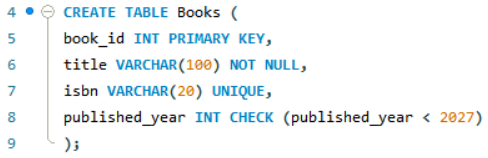 4 CREATE TABLE Books (
5 book_id INT PRIMARY KEY,
6 title VARCHAR(100) NOT NULL,
7 isbn VARCHAR(20) UNIQUE,
8 published_year INT CHECK (published_year < 2027)
9 );